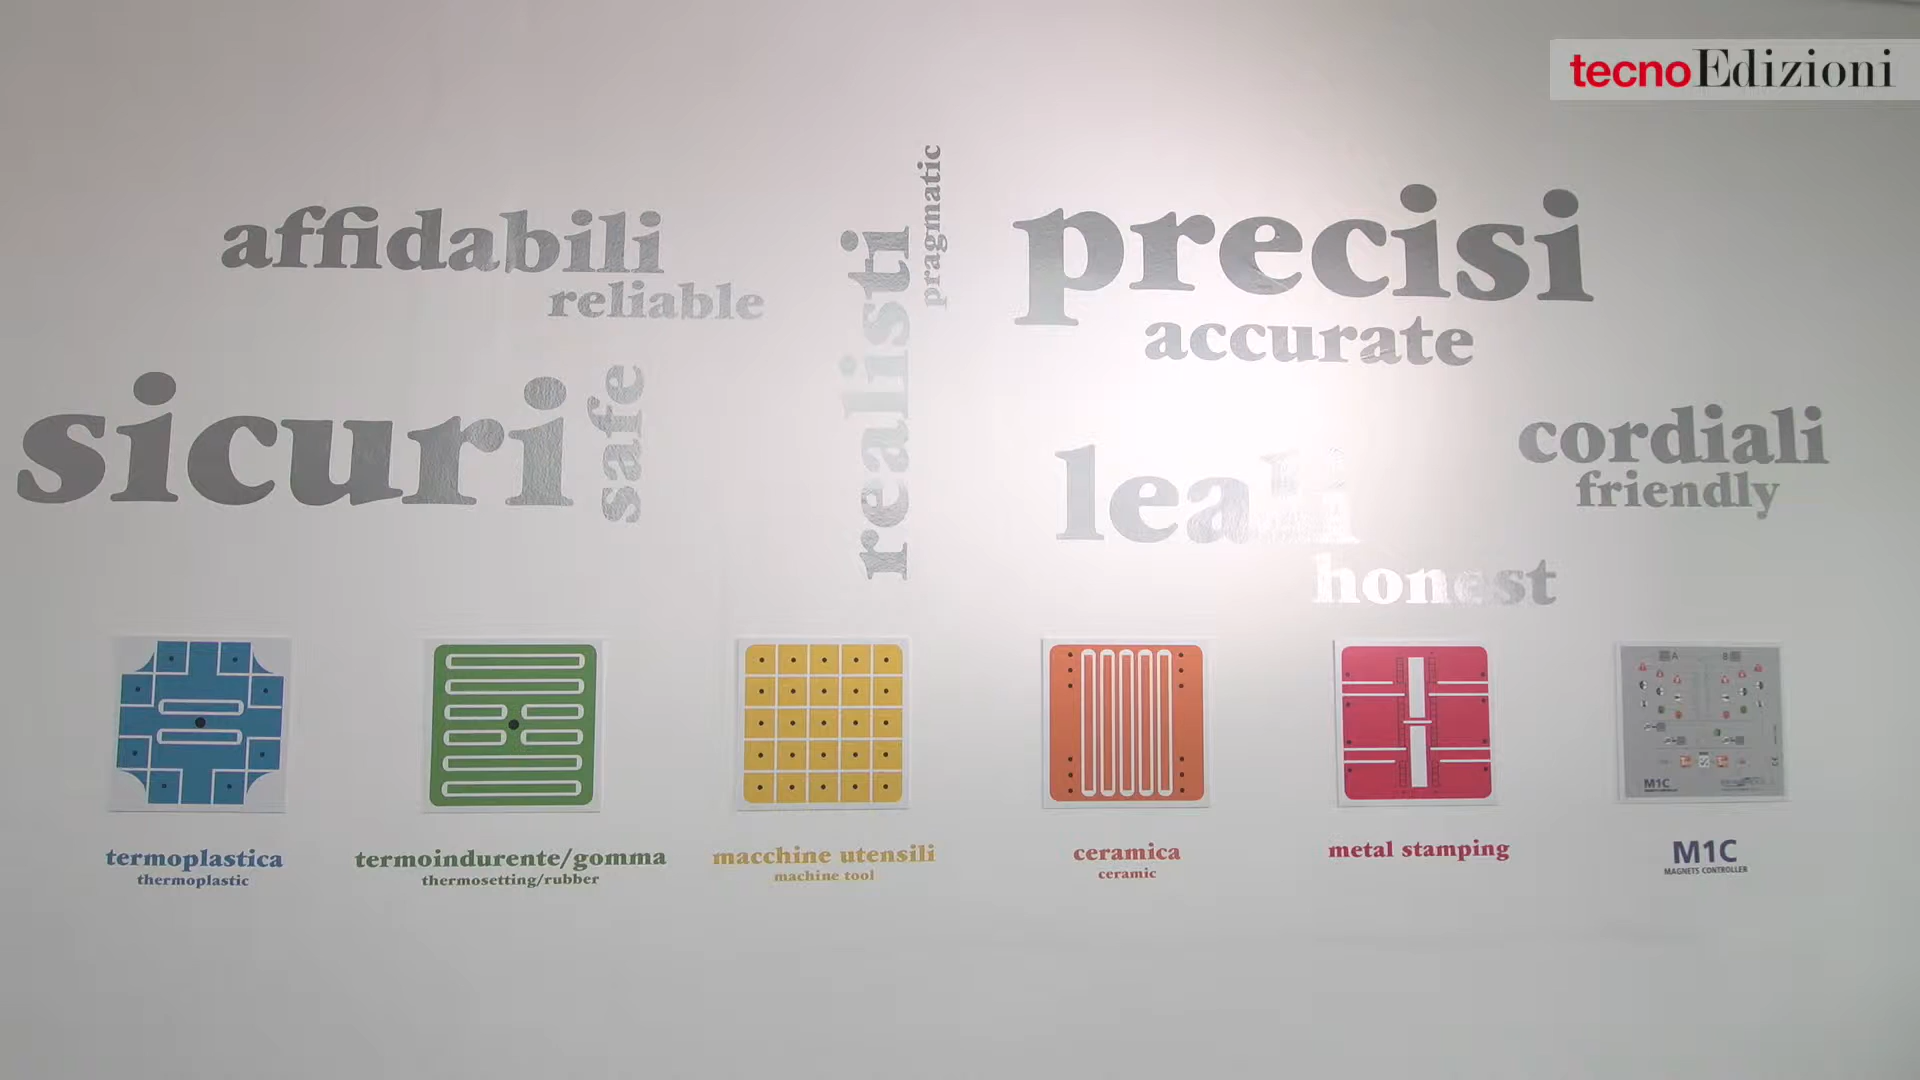 tecnoEdizioni
affidabili
reliable
realisti
pragmatic
precisi
accurate
sicuri
safe
leali
honest
cordiali
friendly
A
B
M1C
termoplastica
thermoplastic
termoindurente/gomma
thermosetting/rubber
macchine utensili
machine tool
ceramica
ceramic
metal stamping
M1C
MAGNETS CONTROLLER